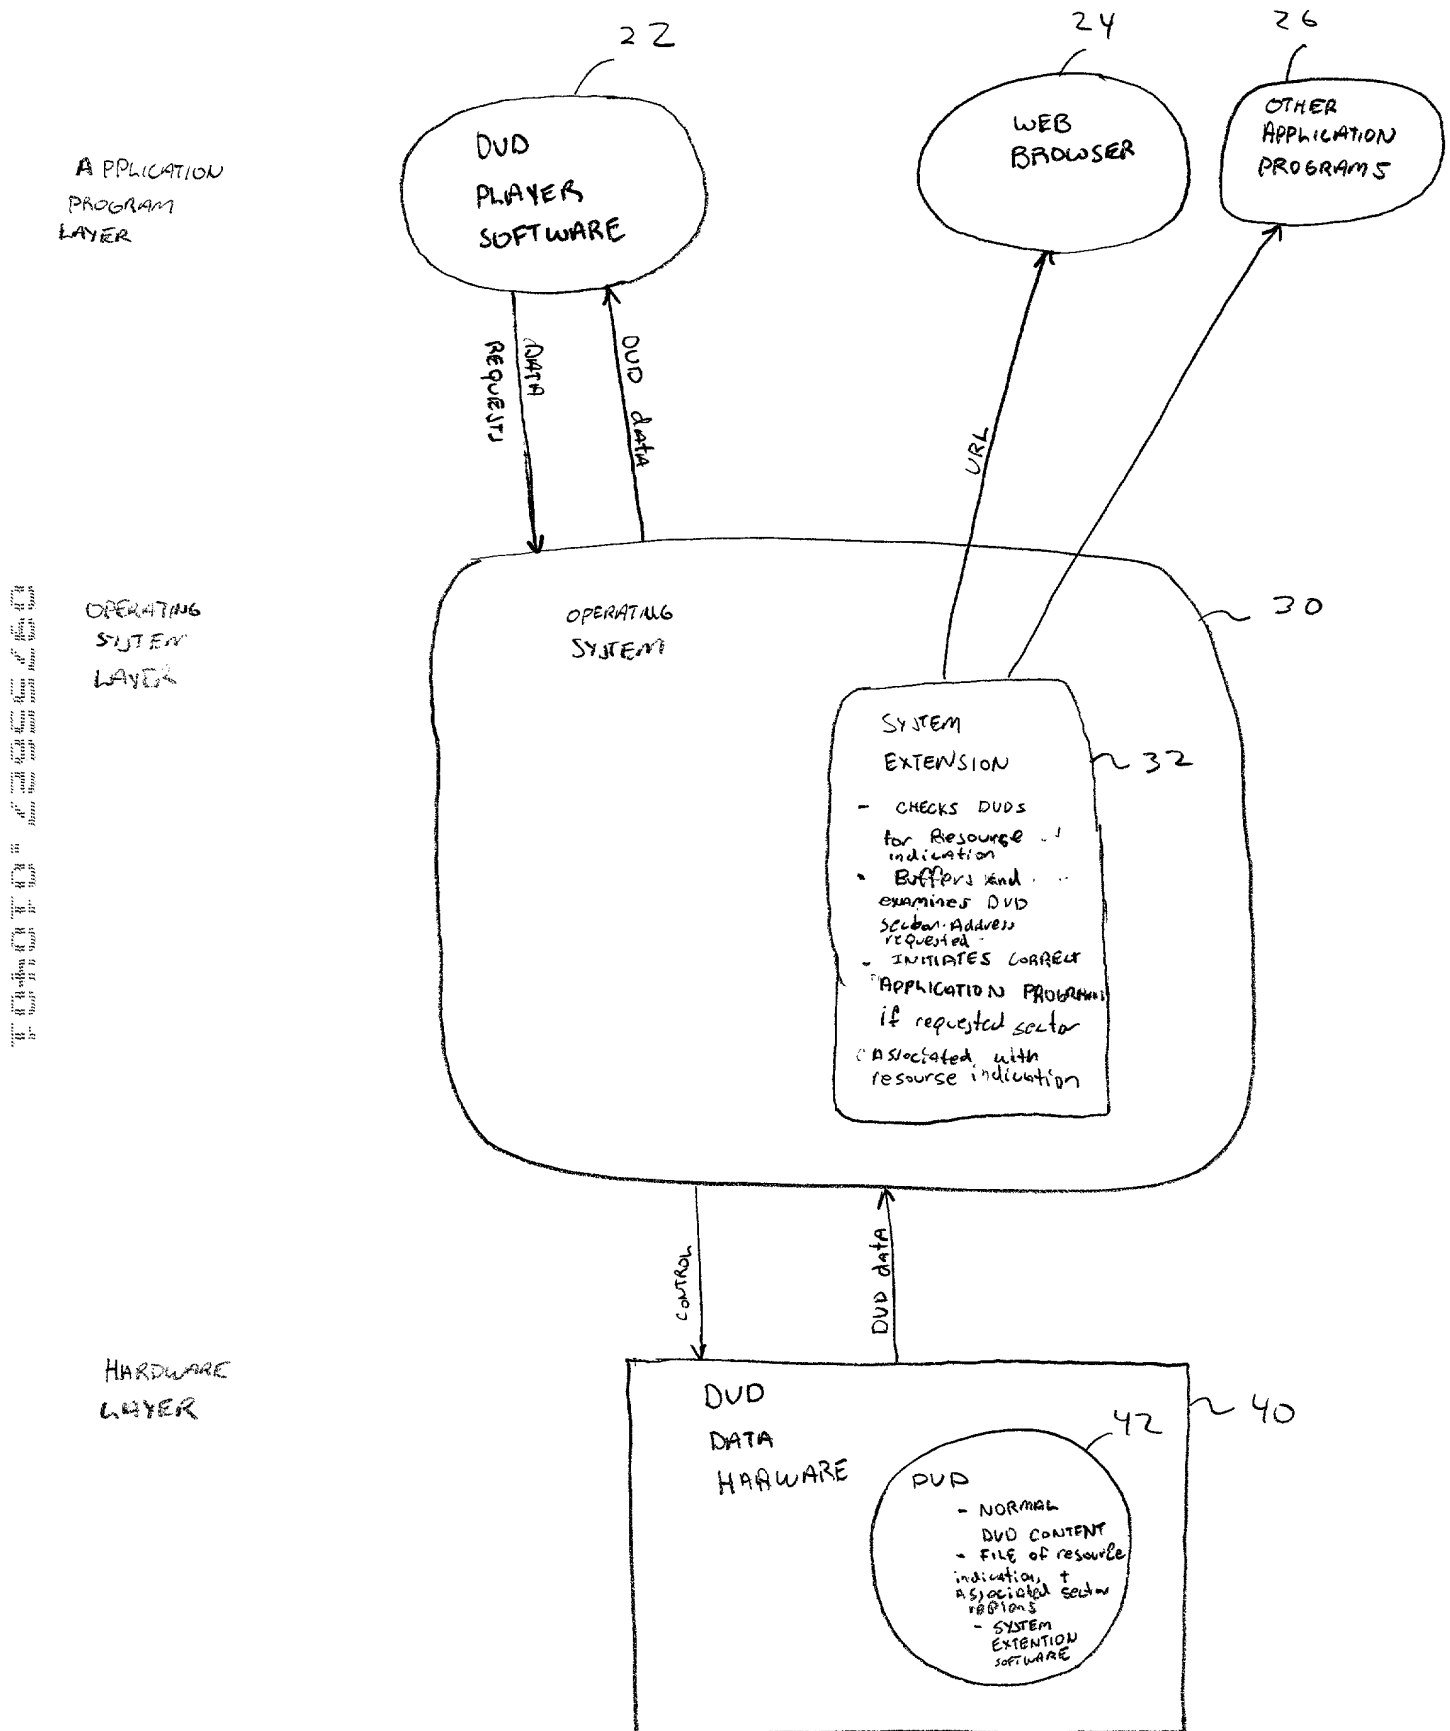 22
24
26
DVD
PLAYER
SOFTWARE
WEB
BROWSER
OTHER
APPLICATION
PROGRAMS
APPLICATION
PROGRAM
LAYER
DATA
REQUESTS
DVD data
URL
OPERATING
SYSTEM
LAYER
OPERATING
SYSTEM
30
SYSTEM
EXTENSION
32
- CHECKS DVDS
for Resourse
indication
- Buffers and
examines DVD
sector Address
requested
- INITIATES CORRECT
APPLICATION PROGRAM
if requested sector
Associated with
resourse indication
09755827.010401
CONTROL
DVD data
HARDWARE
LAYER
DVD
DATA
HARWARE
40
42
DVD
- NORMAL
DVD CONTENT
- FILE of resource
indication, +
Associated sector
regions
- SYSTEM
EXTENTION
SOFTWARE